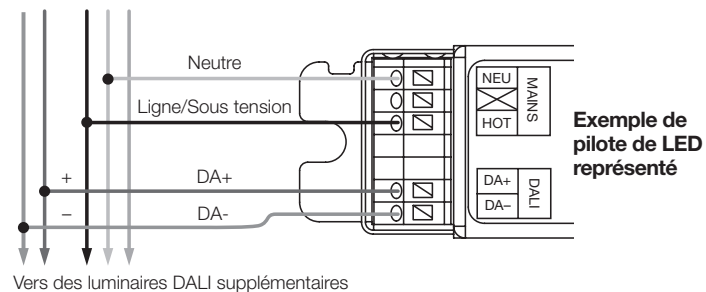 Neutre
Ligne/Sous tension
+ DA+
– DA-
NEU
HOT
MAINS
DA+
DA–
DALI
Exemple de
pilote de LED
représenté
Vers des luminaires DALI supplémentaires